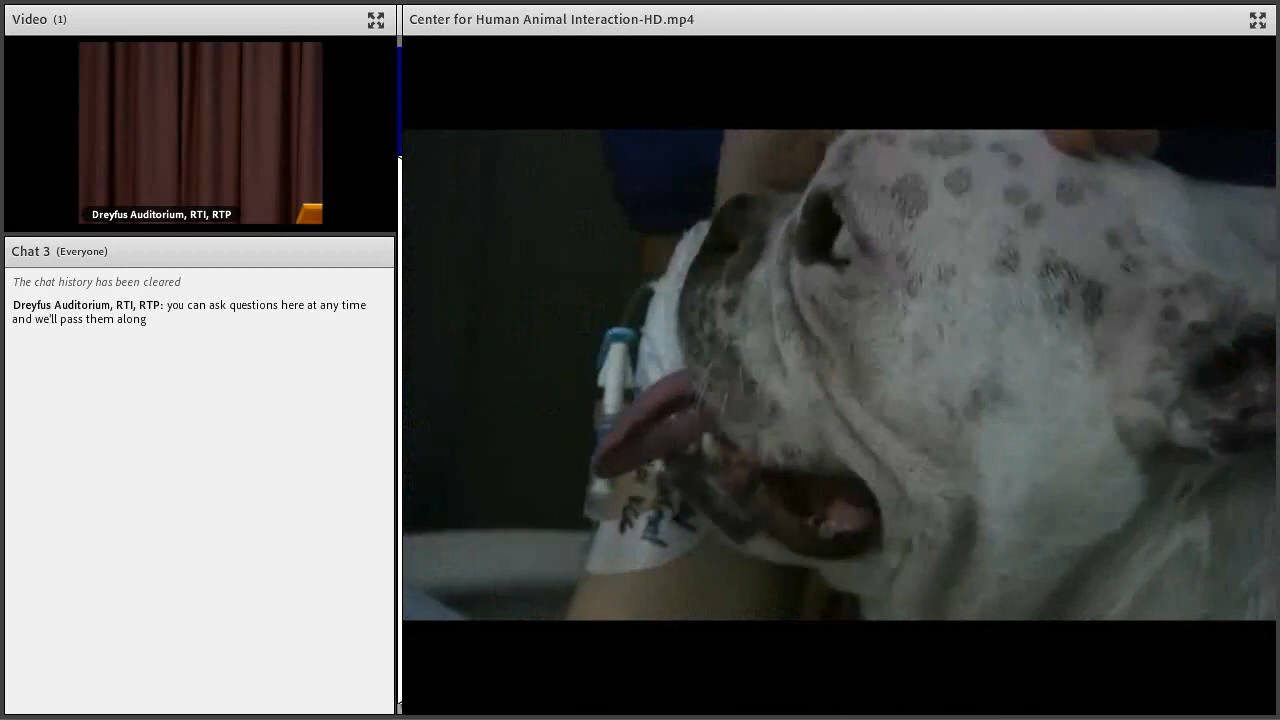 Video (1)
Center for Human Animal Interaction-HD.mp4
Dreyfus Auditorium, RTI, RTP
Chat 3 (Everyone)
The chat history has been cleared
Dreyfus Auditorium, RTI, RTP: you can ask questions here at any time
and we'll pass them along